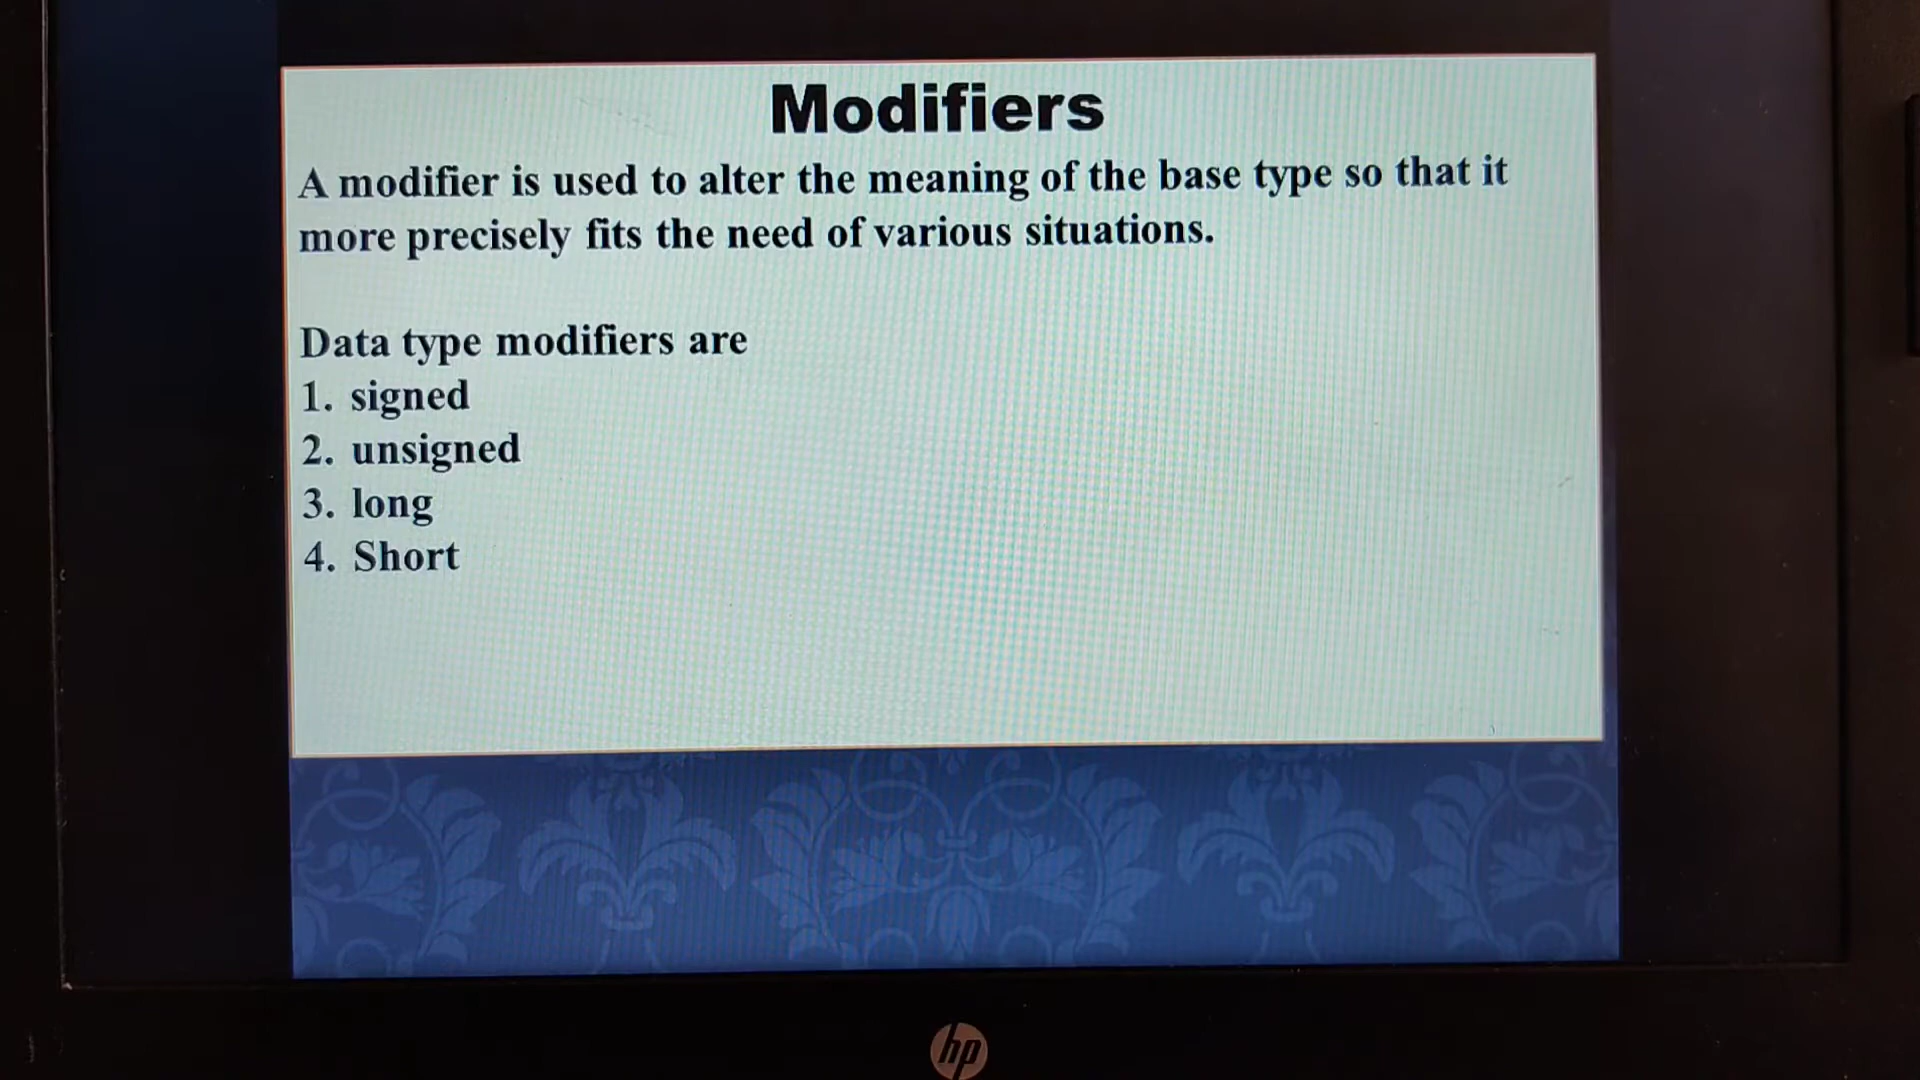 Modifiers
A modifier is used to alter the meaning of the base type so that it
more precisely fits the need of various situations.
Data type modifiers are
1. signed
2. unsigned
3. long
4. Short
hp